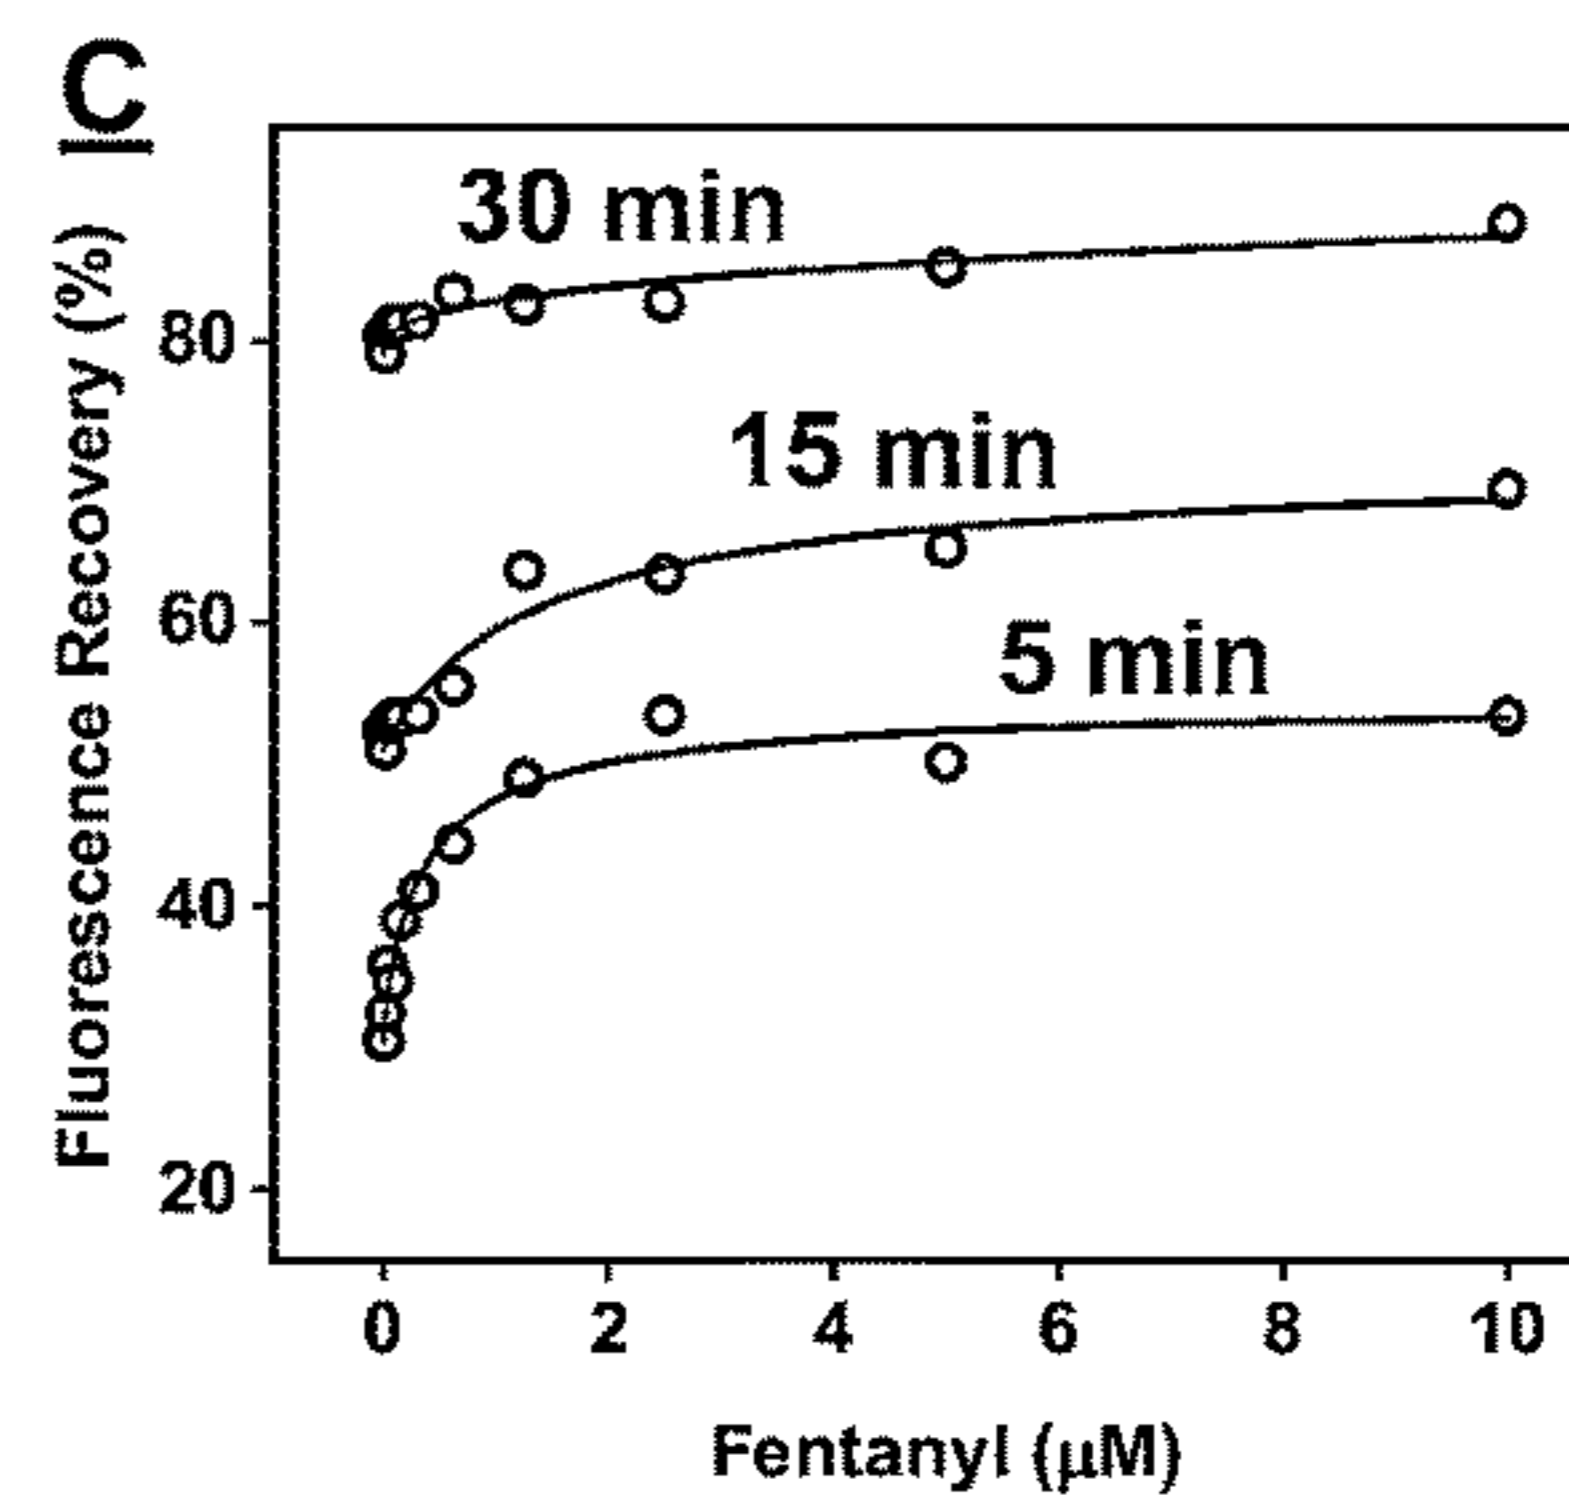 C
30 min
15 min
5 min
Fluorescence Recovery (%)
80
60
40
20
0 2 4 6 8 10
Fentanyl (μM)